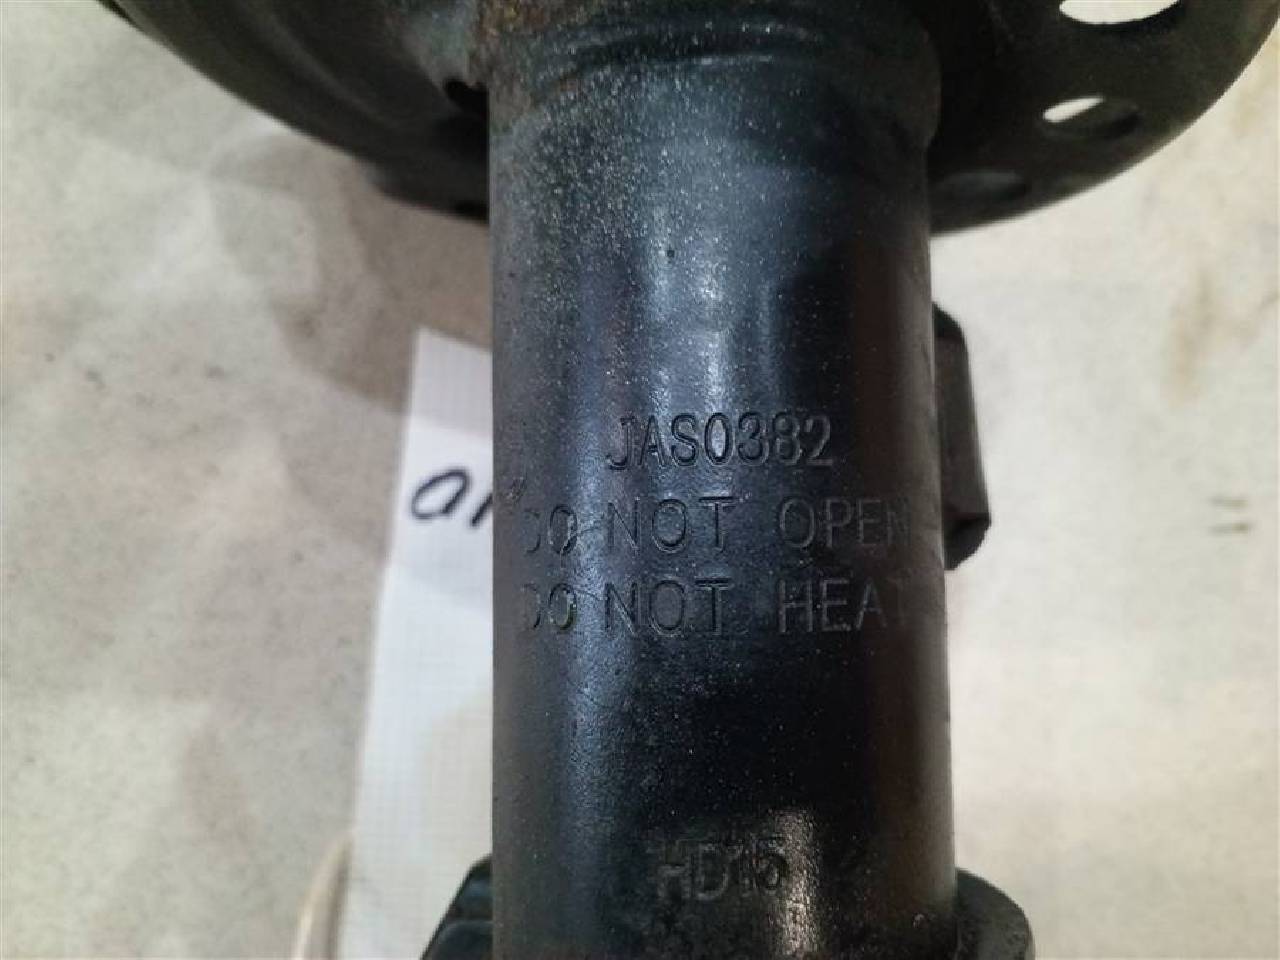 JAS0382
DO NOT OPEN
DO NOT HEAT
HD15